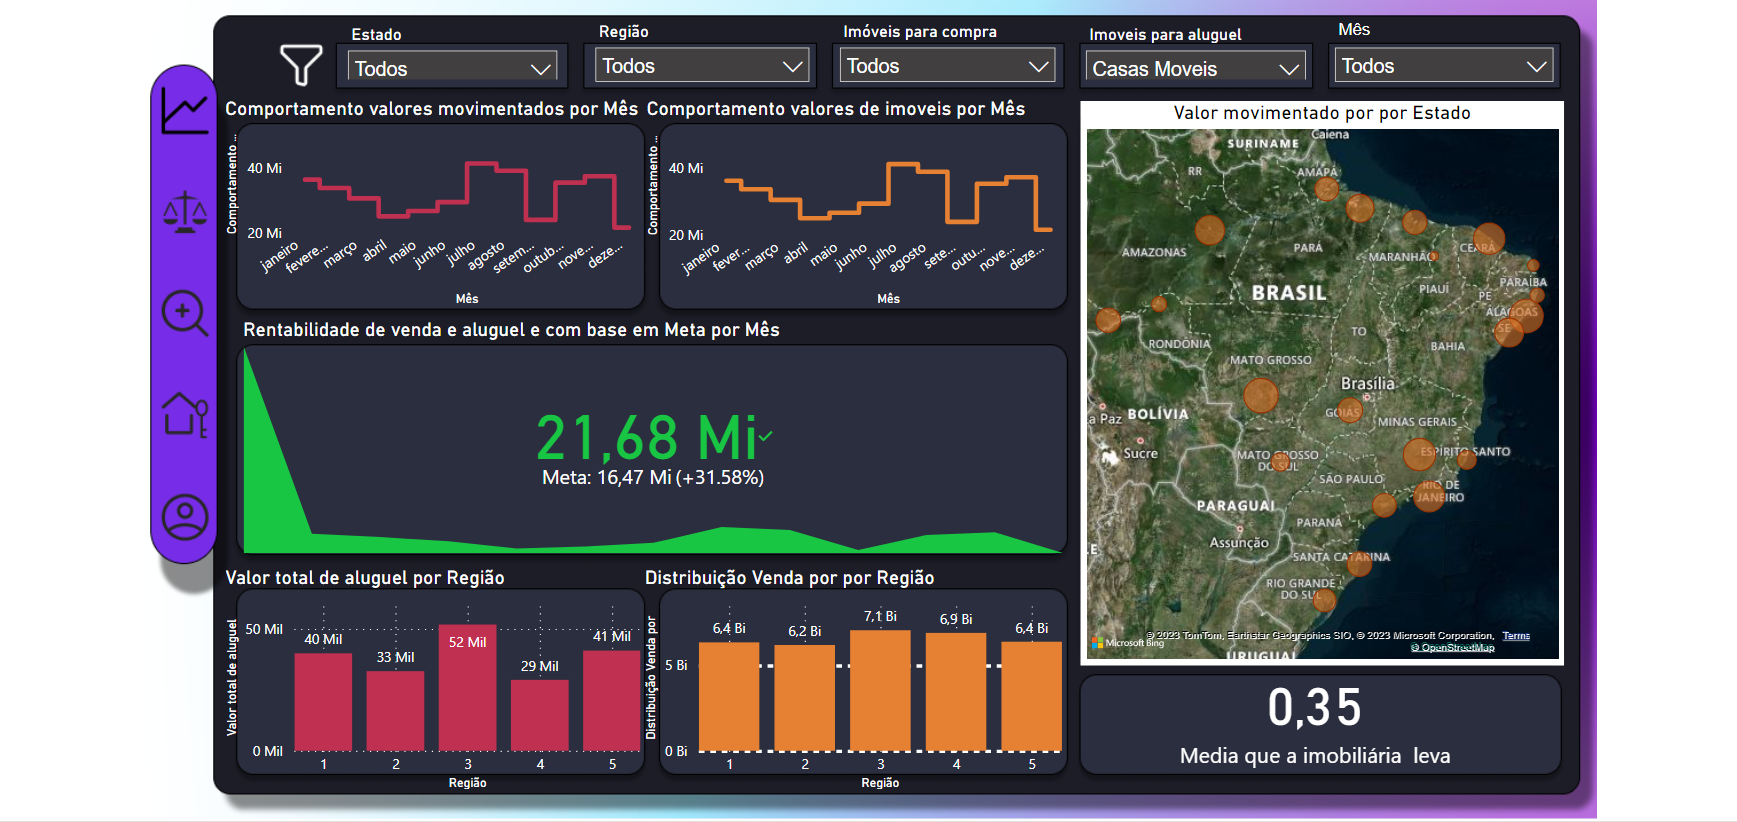 Estado
Região
Imóveis para compra
Imoveis para aluguel
Mês
Todos
Todos
Todos
Casas Moveis
Todos
Comportamento valores movimentados por Mês
Comportamento ...
40 Mi
20 Mi
janeiro
fevere...
março
abril
maio
junho
julho
agosto
setem...
outub...
nove...
deze...
Mês
Comportamento valores de imoveis por Mês
Comportamento ...
40 Mi
20 Mi
janeiro
fever...
março
abril
maio
junho
julho
agosto
sete...
outu...
nove...
deze...
Mês
Rentabilidade de venda e aluguel e com base em Meta por Mês
21,68 Mi
Meta: 16,47 Mi (+31.58%)
Valor total de aluguel por Região
Valor total de aluguel
50 Mil
0 Mil
40 Mil
33 Mil
52 Mil
29 Mil
41 Mil
1
2
3
4
5
Região
Distribuição Venda por por Região
Distribuição Venda por
5 Bi
0 Bi
6,4 Bi
6,2 Bi
7,1 Bi
6,9 Bi
6,4 Bi
1
2
3
4
5
Região
Valor movimentado por por Estado
Caiena
SURINAME
RR
AMAPÁ
AMAZONAS
PARÁ
MARANHÃO
CEARÁ
PARAÍBA
PIAUÍ
PE
ALAGOAS
SE
BRASIL
TO
RONDÔNIA
BAHIA
MATO GROSSO
Brasília
GOIÁS
a Paz
BOLÍVIA
MINAS GERAIS
Sucre
MATO GROSSO
DO SUL
ESPÍRITO SANTO
SÃO PAULO
RIO DE
JANEIRO
PARAGUAI
PARANÁ
Assunção
SANTA CATARINA
RIO GRANDE
DO SUL
URUGUAI
Microsoft Bing
© 2023 TomTom, Earthstar Geographics SIO, © 2023 Microsoft Corporation, Terms
© OpenStreetMap
0,35
Media que a imobiliária leva